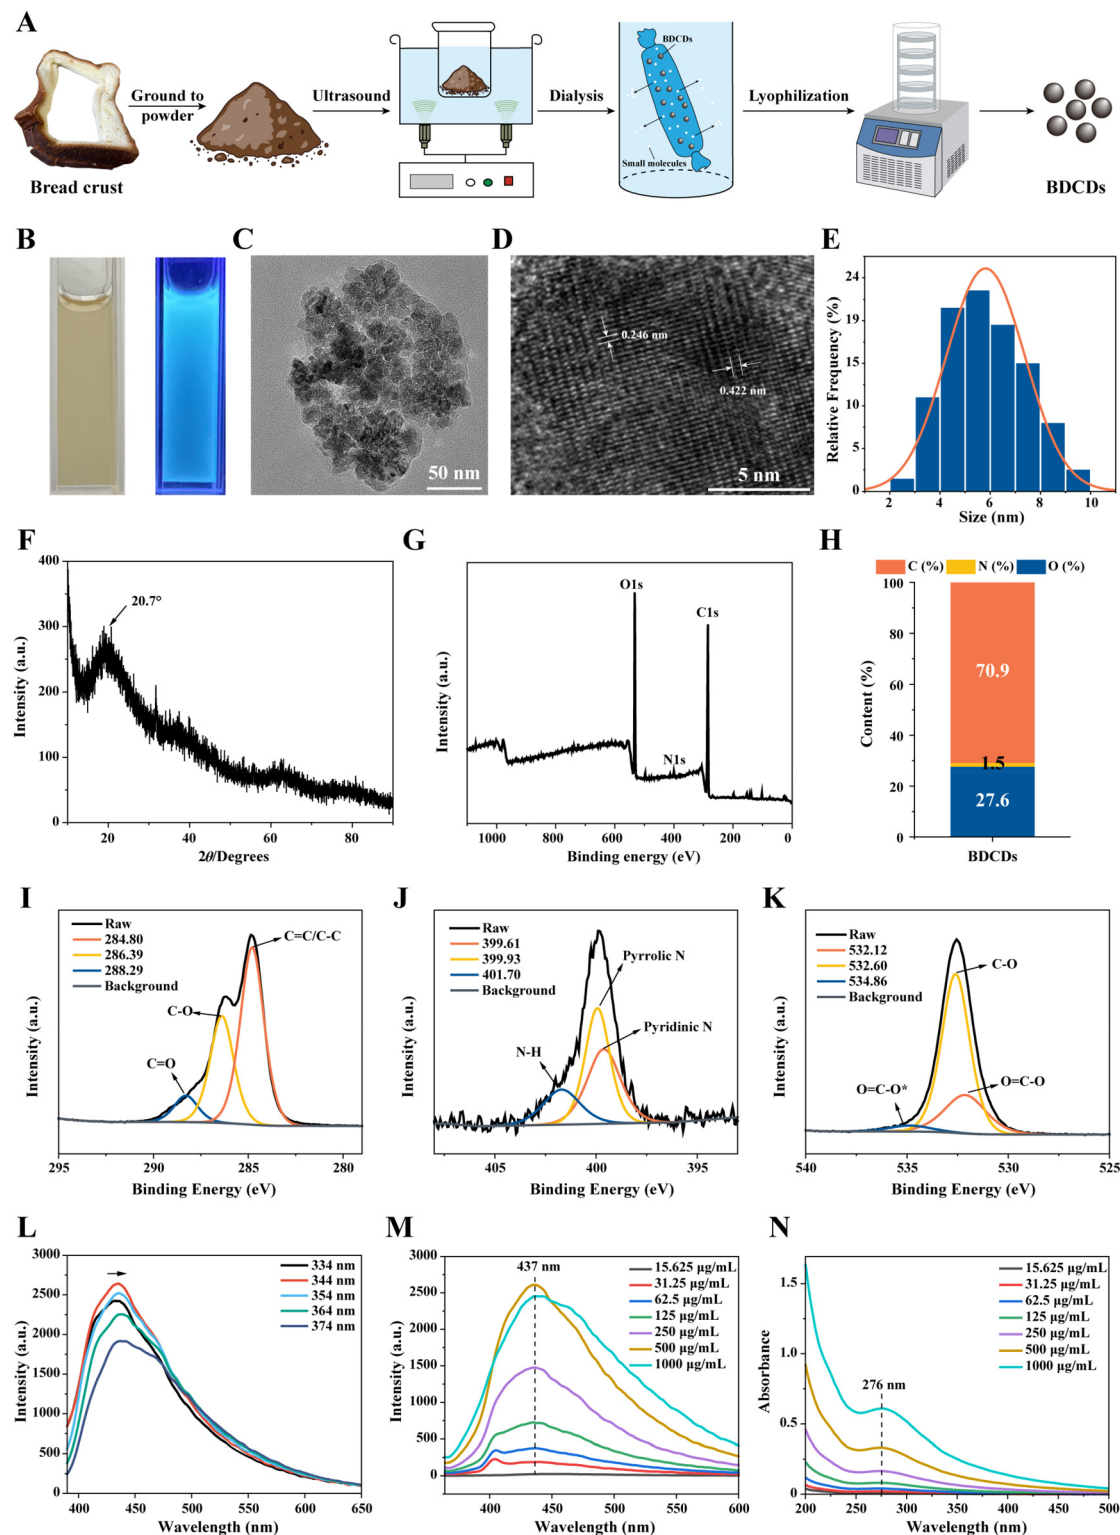 A
Bread crust
Ground to
powder
Ultrasound
Dialysis
BDCDs
Small molecules
Lyophilization
BDCDs
B
C
50 nm
D
0.246 nm
0.422 nm
5 nm
E
Relative Frequency (%)
24
19
15
11
6
2
0
2
4
6
8
10
Size (nm)
F
Intensity (a.u.)
400
300
200
100
0
20.7°
20
40
60
80
2θ/Degrees
G
Intensity (a.u.)
O1s
C1s
N1s
1000
800
600
400
200
0
Binding energy (eV)
H
C (%)
N (%)
O (%)
Content (%)
100
80
60
40
20
0
70.9
1.5
27.6
BDCDs
I
Intensity (a.u.)
Raw
284.80
286.39
288.29
Background
C=C/C-C
C-O
C=O
295
290
285
280
Binding Energy (eV)
J
Intensity (a.u.)
Raw
399.61
399.93
401.70
Background
Pyrrolic N
Pyridinic N
N-H
405
400
395
Binding Energy (eV)
K
Intensity (a.u.)
Raw
532.12
532.60
534.86
Background
C-O
O=C-O*
O=C-O
540
535
530
525
Binding Energy (eV)
L
Intensity (a.u.)
3000
2500
2000
1500
1000
500
0
334 nm
344 nm
354 nm
364 nm
374 nm
400
450
500
550
600
650
Wavelength (nm)
M
Intensity (a.u.)
3000
2500
2000
1500
1000
500
0
437 nm
15.625 μg/mL
31.25 μg/mL
62.5 μg/mL
125 μg/mL
250 μg/mL
500 μg/mL
1000 μg/mL
400
450
500
550
600
Wavelength (nm)
N
Absorbance
1.5
1.0
0.5
0.0
276 nm
15.625 μg/mL
31.25 μg/mL
62.5 μg/mL
125 μg/mL
250 μg/mL
500 μg/mL
1000 μg/mL
200
250
300
350
400
450
500
Wavelength (nm)